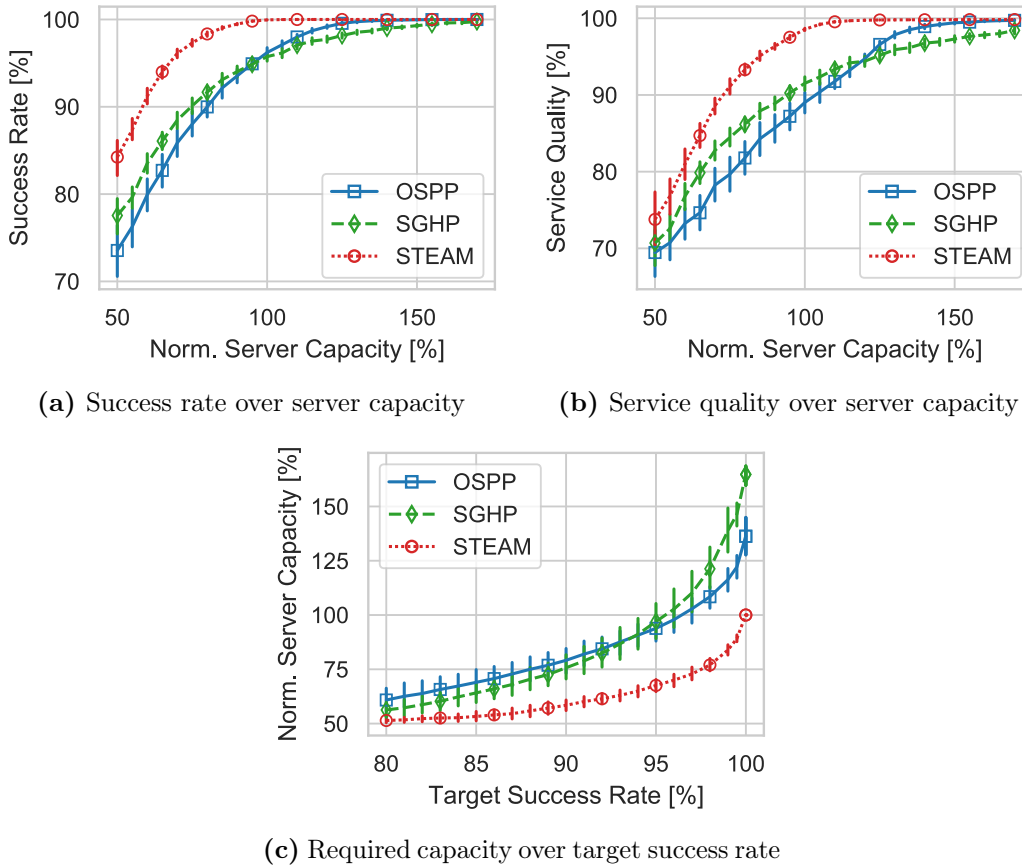 100
90
80
70
Success Rate [%]
OSPP
SGHP
STEAM
50
100
150
Norm. Server Capacity [%]
(a) Success rate over server capacity
100
90
80
70
Service Quality [%]
OSPP
SGHP
STEAM
50
100
150
Norm. Server Capacity [%]
(b) Service quality over server capacity
150
125
100
75
50
Norm. Server Capacity [%]
OSPP
SGHP
STEAM
80
85
90
95
100
Target Success Rate [%]
(c) Required capacity over target success rate